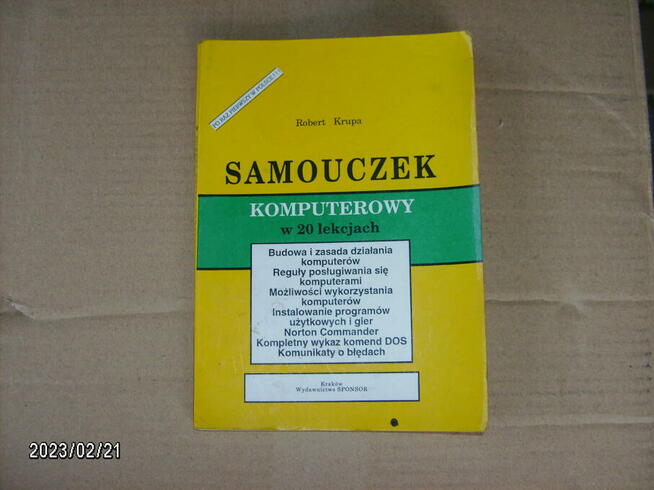 PO RAZ PIERWSZY W POLSCE!!!
Robert Krupa
SAMOUCZEK
KOMPUTEROWY
w 20 lekcjach
Budowa i zasada działania
komputerów
Reguły posługiwania się
komputerami
Możliwości wykorzystania
komputerów
Instalowanie programów
użytkowych i gier
Norton Commander
Kompletny wykaz komend DOS
Komunikaty o błędach
Kraków
Wydawnictwo SPONSOR
2023/02/21